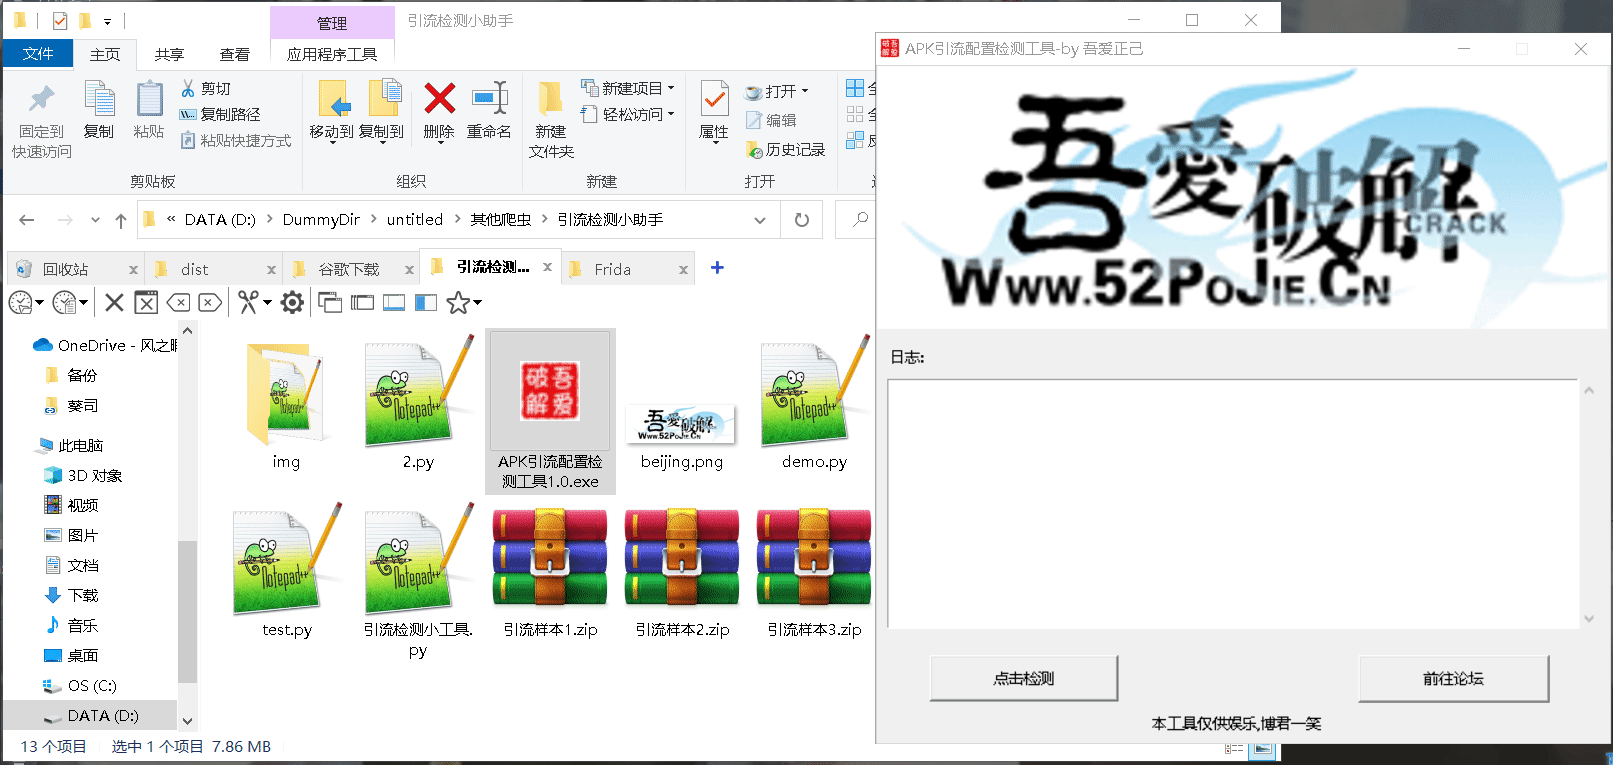 管理
引流检测小助手
文件
主页
共享
查看
应用程序工具
固定到
快速访问
复制
粘贴
剪切
复制路径
粘贴快捷方式
剪贴板
移动到
复制到
删除
重命名
组织
新建
文件夹
新建项目
轻松访问
新建
属性
打开
编辑
历史记录
打开
« DATA (D:) > DummyDir > untitled > 其他爬虫 > 引流检测小助手
回收站
dist
谷歌下载
引流检测...
Frida
OneDrive - 风之
备份
葵司
此电脑
3D 对象
视频
图片
文档
下载
音乐
桌面
OS (C:)
DATA (D:)
img
2.py
APK引流配置检
测工具1.0.exe
beijing.png
demo.py
test.py
引流检测小工具.
py
引流样本1.zip
引流样本2.zip
引流样本3.zip
Notepad++
破吾
解爱
13 个项目
选中 1 个项目 7.86 MB
APK引流配置检测工具-by 吾爱正己
吾愛破解
CRACK
Www.52PoJie.Cn
日志:
点击检测
前往论坛
本工具仅供娱乐,博君一笑